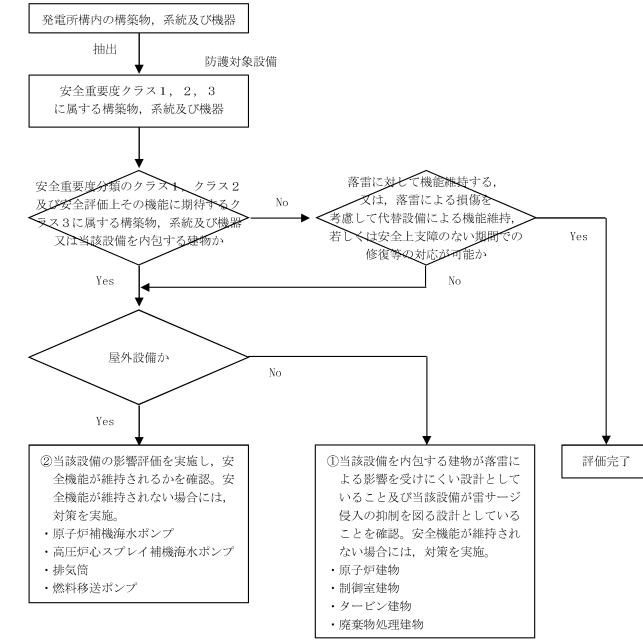 発電所構内の構築物，系統及び機器
抽出
防護対象設備
安全重要度クラス１，２，３
に属する構築物，系統及び機器
安全重要度分類のクラス１，クラス２
及び安全評価上その機能に期待するク
ラス３に属する構築物，系統及び機器
又は当該設備を内包する建物か
No
落雷に対して機能維持する，
又は，落雷による損傷を
考慮して代替設備による機能維持，
若しくは安全上支障のない期間での
修復等の対応が可能か
Yes
Yes
No
屋外設備か
No
Yes
②当該設備の影響評価を実施し，安
全機能が維持されるかを確認。安
全機能が維持されない場合には，
対策を実施。
・原子炉補機海水ポンプ
・高圧炉心スプレイ補機海水ポンプ
・排気筒
・燃料移送ポンプ
①当該設備を内包する建物が落雷に
よる影響を受けにくい設計として
いること及び当該設備が雷サージ
侵入の抑制を図る設計としている
ことを確認。安全機能が維持され
ない場合には，対策を実施。
・原子炉建物
・制御室建物
・タービン建物
・廃棄物処理建物
評価完了